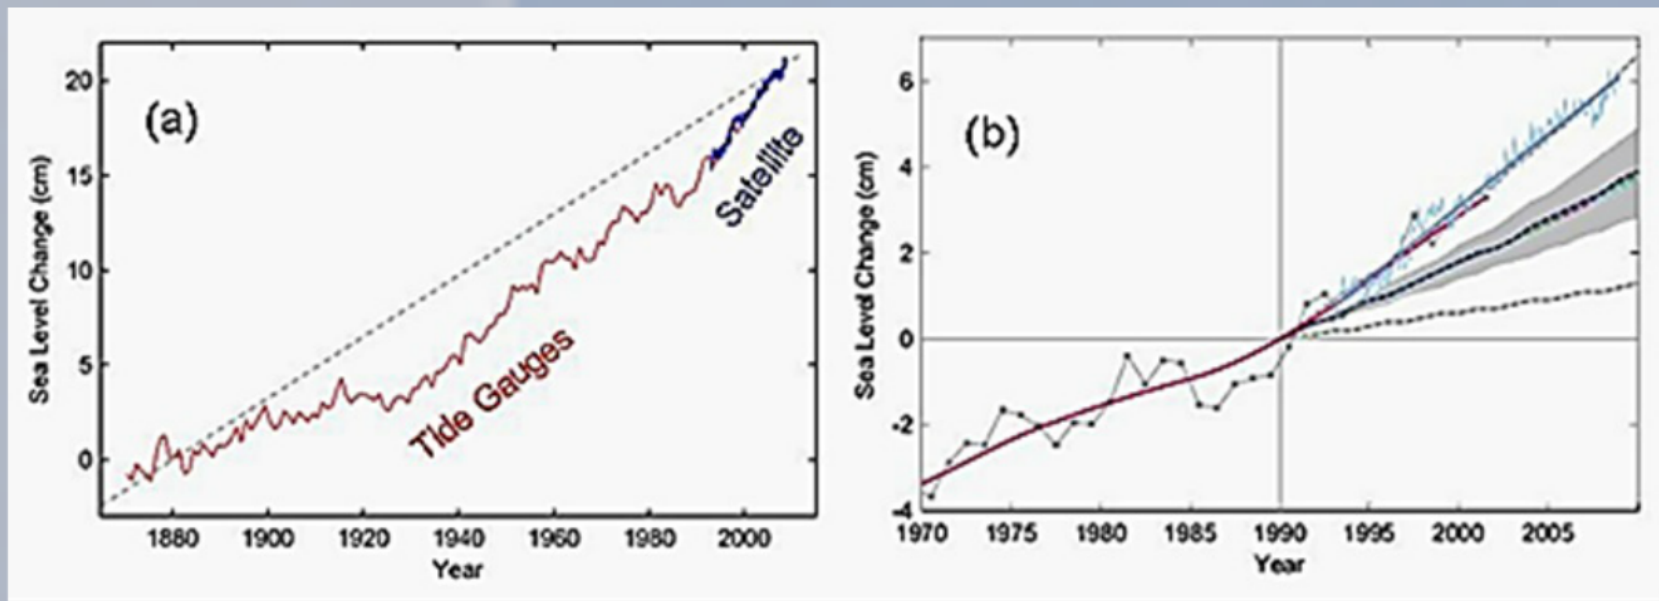 (a)
Sea Level Change (cm)
20
15
10
5
0
Tide Gauges
Satellite
1880 1900 1920 1940 1960 1980 2000
Year
(b)
Sea Level Change (cm)
6
4
2
0
-2
-4
1970 1975 1980 1985 1990 1995 2000 2005
Year